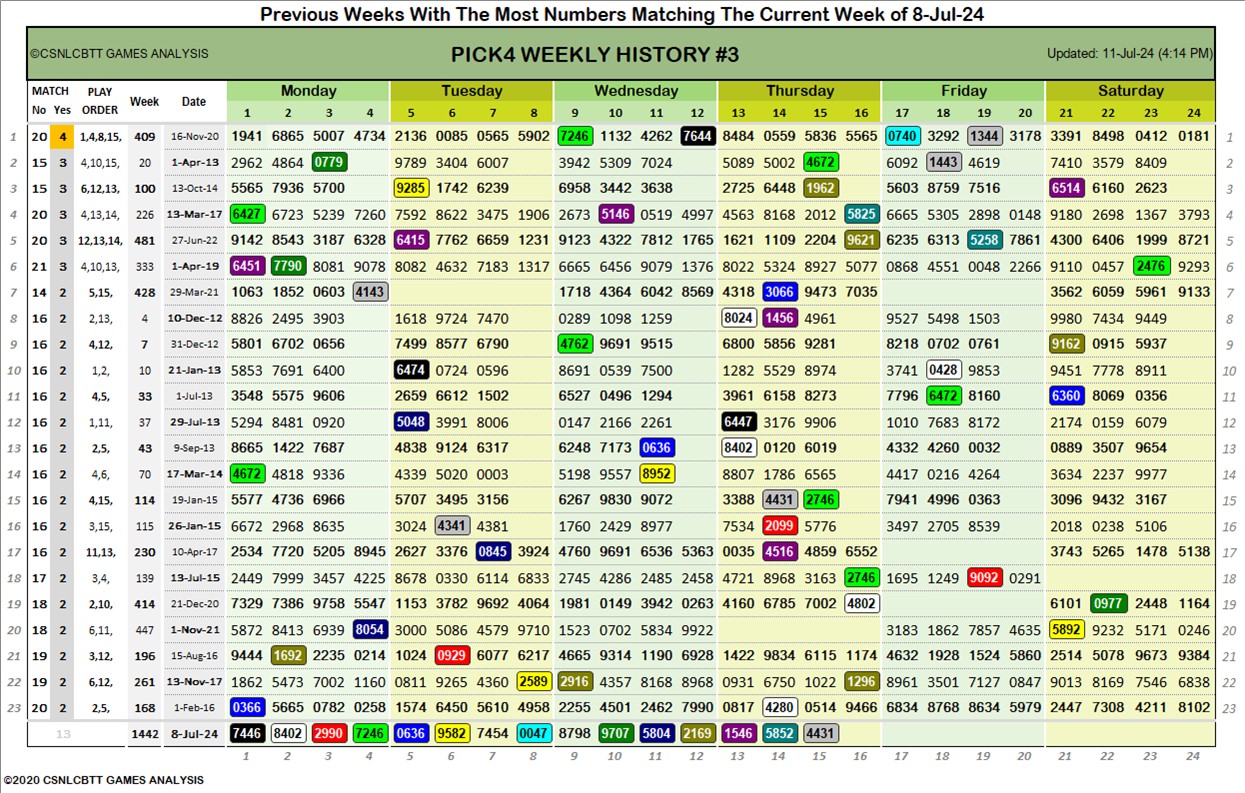 Previous Weeks With The Most Numbers Matching The Current Week of 8-Jul-24
©CSNLCBTT GAMES ANALYSIS PICK4 WEEKLY HISTORY #3 Updated: 11-Jul-24 (4:14 PM)
MATCH PLAY Week Date Monday Tuesday Wednesday Thursday Friday Saturday
No Yes ORDER 1 2 3 4 5 6 7 8 9 10 11 12 13 14 15 16 17 18 19 20 21 22 23 24
1 20 4 1,4,8,15, 409 16-Nov-20 1941 6865 5007 4734 2136 0085 0565 5902 7246 1132 4262 7644 8484 0559 5836 5565 0740 3292 1344 3178 3391 8498 0412 0181 1
2 15 3 4,10,15, 20 1-Apr-13 2962 4864 0779 9789 3404 6007 3942 5309 7024 5089 5002 4672 6092 1443 4619 7410 3579 8409 2
3 15 3 6,12,13, 100 13-Oct-14 5565 7936 5700 9285 1742 6239 6958 3442 3638 2725 6448 1962 5603 8759 7516 6514 6160 2623 3
4 20 3 4,13,14, 226 13-Mar-17 6427 6723 5239 7260 7592 8622 3475 1906 2673 5146 0519 4997 4563 8168 2012 5825 6665 5305 2898 0148 9180 2698 1367 3793 4
5 20 3 12,13,14, 481 27-Jun-22 9142 8543 3187 6328 6415 7762 6659 1231 9123 4322 7812 1765 1621 1109 2204 9621 6235 6313 5258 7861 4300 6406 1999 8721 5
6 21 3 4,10,13, 333 1-Apr-19 6451 7790 8081 9078 8082 4632 7183 1317 6665 6456 9079 1376 8022 5324 8927 5077 0868 4551 0048 2266 9110 0457 2476 9293 6
7 14 2 5,15, 428 29-Mar-21 1063 1852 0603 4143 1718 4364 6042 8569 4318 3066 9473 7035 3562 6059 5961 9133 7
8 16 2 2,13, 4 10-Dec-12 8826 2495 3903 1618 9724 7470 0289 1098 1259 8024 1456 4961 9527 5498 1503 9980 7434 9449 8
9 16 2 4,12, 7 31-Dec-12 5801 6702 0656 7499 8577 6790 4762 9691 9515 6800 5856 9281 8218 0702 0761 9162 0915 5937 9
10 16 2 1,2, 10 21-Jan-13 5853 7691 6400 6474 0724 0596 8691 0539 7500 1282 5529 8974 3741 0428 9853 9451 7778 8911 10
11 16 2 4,5, 33 1-Jul-13 3548 5575 9606 2659 6612 1502 6527 0496 1294 3961 6158 8273 7796 6472 8160 6360 8069 0356 11
12 16 2 1,11, 37 29-Jul-13 5294 8481 0920 5048 3991 8006 0147 2166 2261 6447 3176 9906 1010 7683 8172 2174 0159 6079 12
13 16 2 2,5, 43 9-Sep-13 8665 1422 7687 4838 9124 6317 6248 7173 0636 8402 0120 6019 4332 4260 0032 0889 3507 9654 13
14 16 2 4,6, 70 17-Mar-14 4672 4818 9336 4339 5020 0003 5198 9557 8952 8807 1786 6565 4417 0216 4264 3634 2237 9977 14
15 16 2 4,15, 114 19-Jan-15 5577 4736 6966 5707 3495 3156 6267 9830 9072 3388 4431 2746 7941 4996 0363 3096 9432 3167 15
16 16 2 3,15, 115 26-Jan-15 6672 2968 8635 3024 4341 4381 1760 2429 8977 7534 2099 5776 3497 2705 8539 2018 0238 5106 16
17 16 2 11,13, 230 10-Apr-17 2534 7720 5205 8945 2627 3376 0845 3924 4760 9691 6536 5363 0035 4516 4859 6552 3743 5265 1478 5138 17
18 17 2 3,4, 139 13-Jul-15 2449 7999 3457 4225 8678 0330 6114 6833 2745 4286 2485 2458 4721 8968 3163 2746 1695 1249 9092 0291 18
19 18 2 2,10, 414 21-Dec-20 7329 7386 9758 5547 1153 3782 9692 4064 1981 0149 3942 0263 4160 6785 7002 4802 6101 0977 2448 1164 19
20 18 2 6,11, 447 1-Nov-21 5872 8413 6939 8054 3000 5086 4579 9710 1523 0702 5834 9922 3183 1862 7857 4635 5892 9232 5171 0246 20
21 19 2 3,12, 196 15-Aug-16 9444 1692 2235 0214 1024 0929 6077 6217 4665 9314 1190 6928 1422 9834 6115 1174 4632 1928 1524 5860 2514 5078 9673 9384 21
22 19 2 6,12, 261 13-Nov-17 1862 5473 7002 1160 0811 9265 4360 2589 2916 4357 8168 8968 0931 6750 1022 1296 8961 3501 7127 0847 9013 8169 7546 6838 22
23 20 2 2,5, 168 1-Feb-16 0366 5665 0782 0258 1574 6450 5610 4958 2255 4501 2462 7990 0817 4280 0514 9466 6834 8768 8634 5979 2447 7308 4211 8102 23
13 1442 8-Jul-24 7446 8402 2990 7246 0636 9582 7454 0047 8798 9707 5804 2169 1546 5852 4431
1 2 3 4 5 6 7 8 9 10 11 12 13 14 15 16 17 18 19 20 21 22 23 24
©2020 CSNLCBTT GAMES ANALYSIS